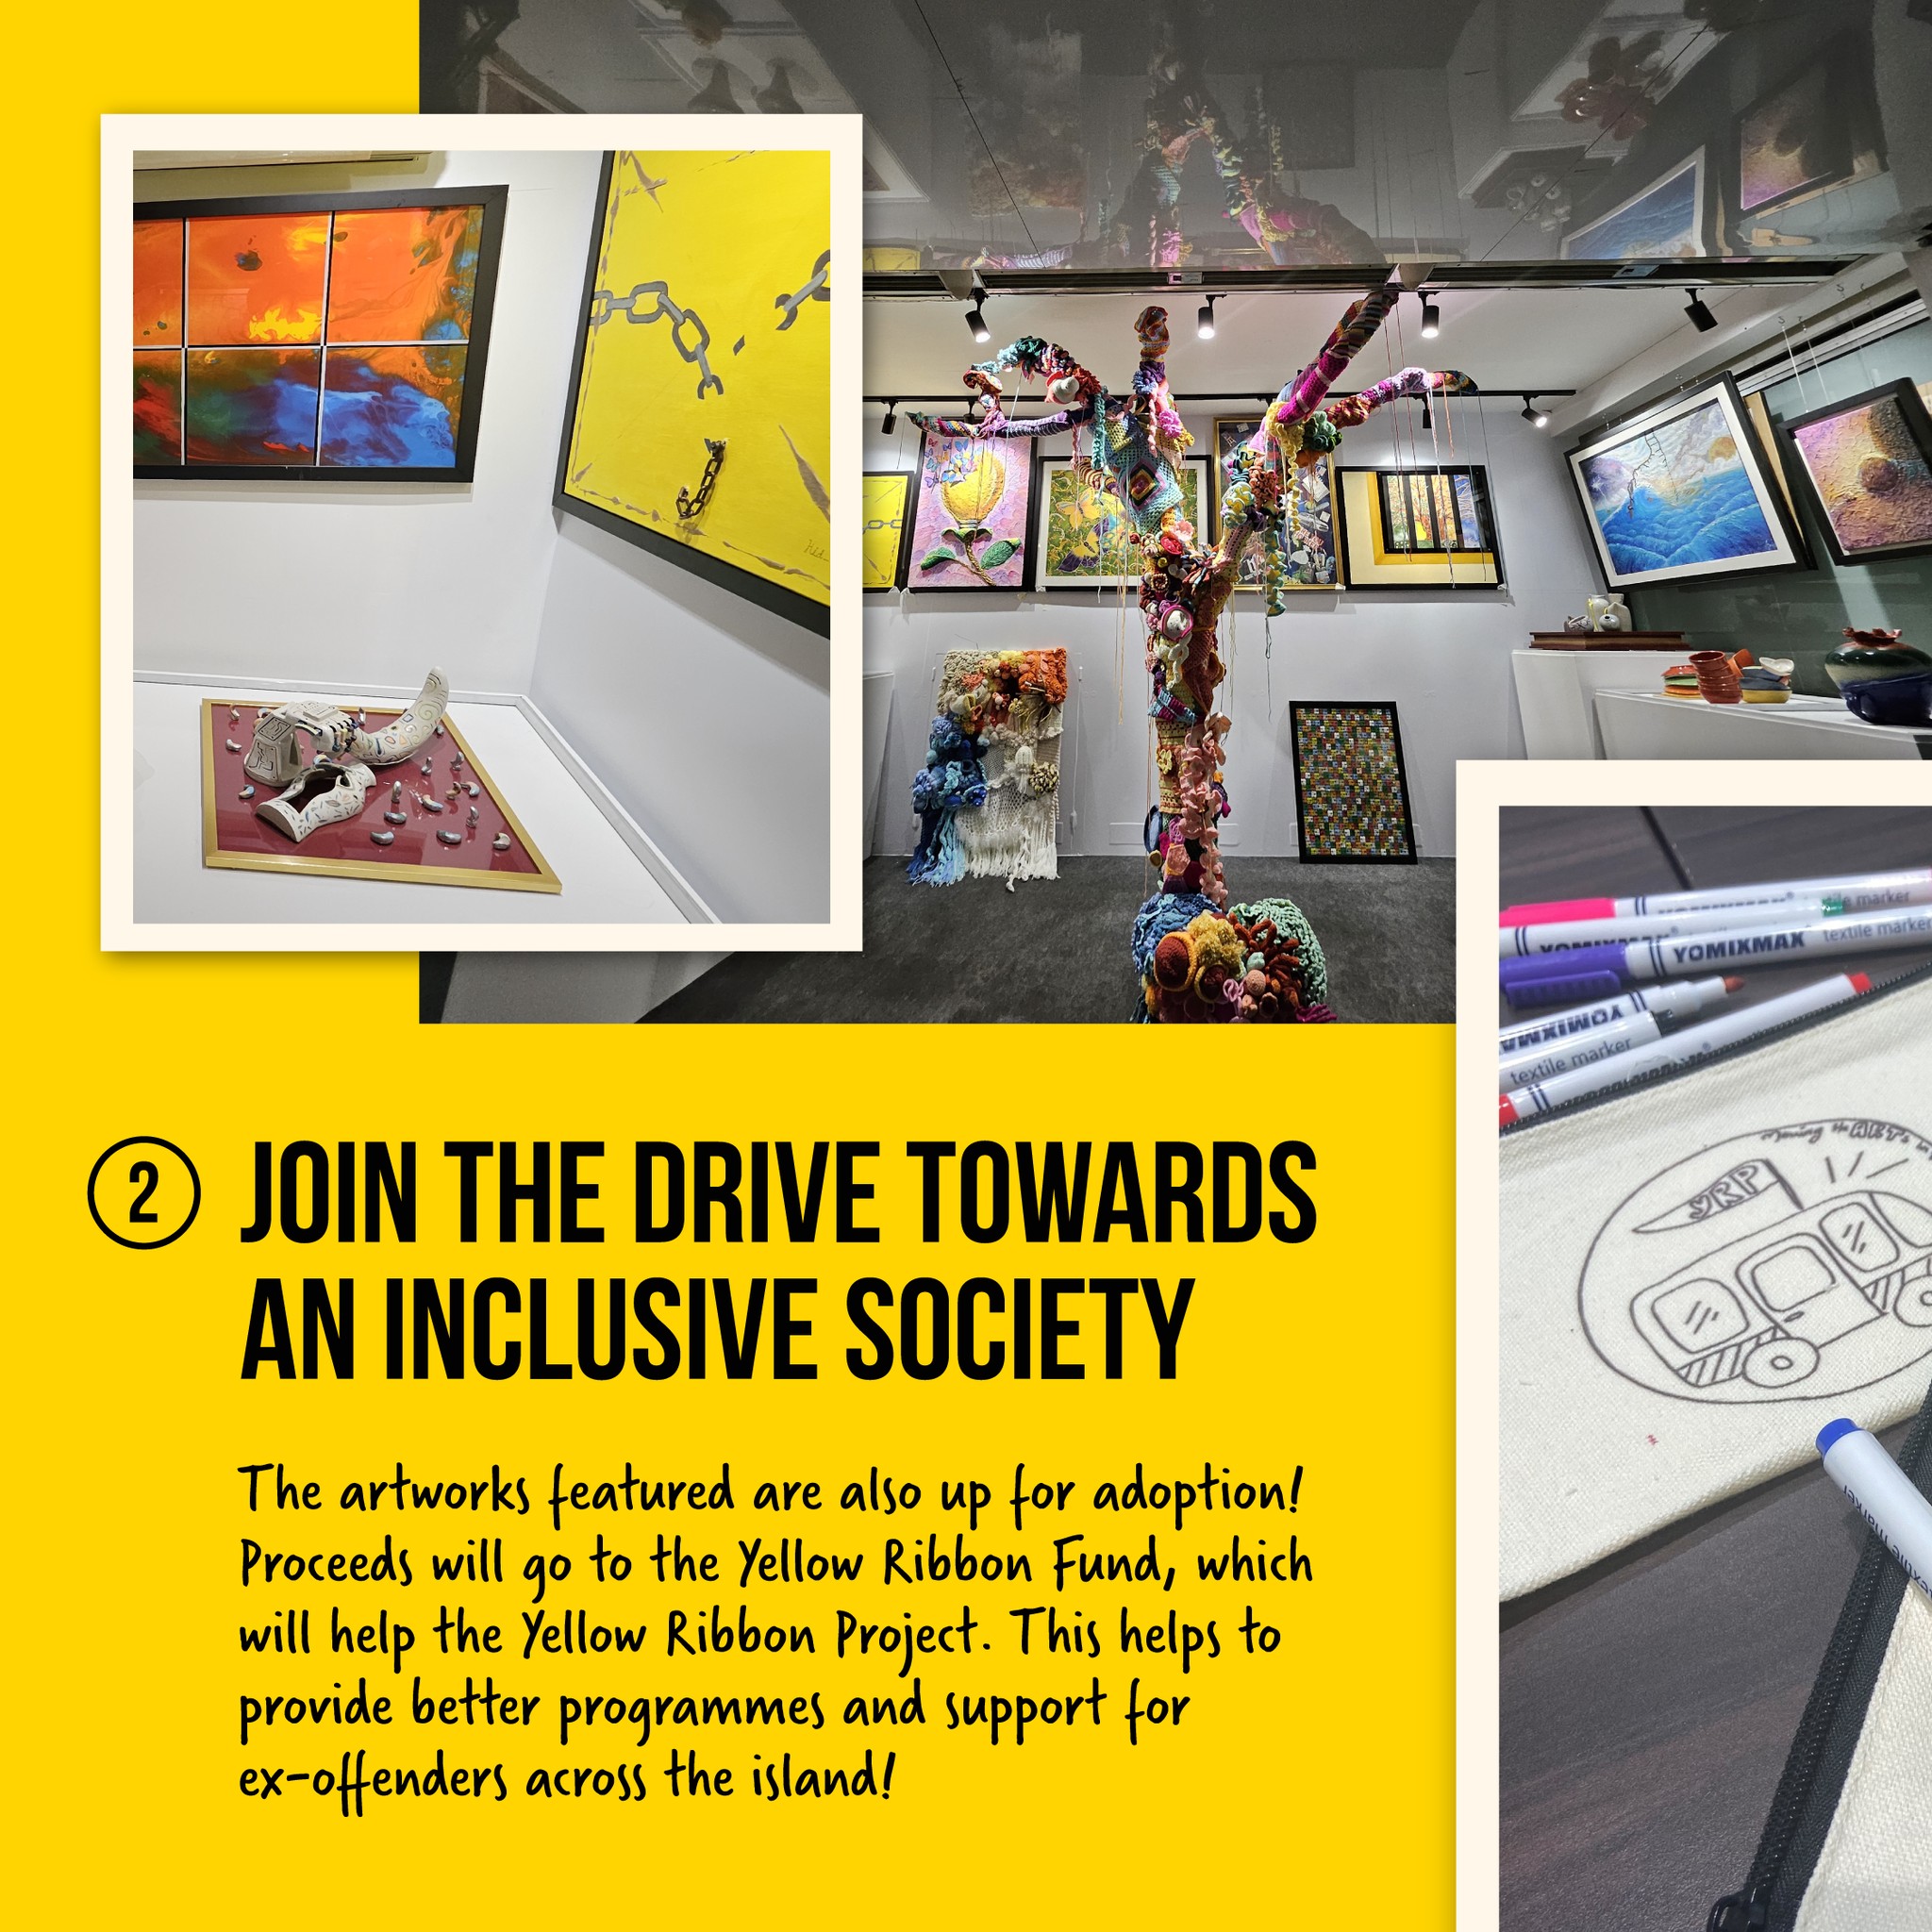 YOMIXMAX textile marker
YOMIXMAX
textile marker
YRP
2
JOIN THE DRIVE TOWARDS
AN INCLUSIVE SOCIETY
The artworks featured are also up for adoption!
Proceeds will go to the Yellow Ribbon Fund, which
will help the Yellow Ribbon Project. This helps to
provide better programmes and support for
ex-offenders across the island!